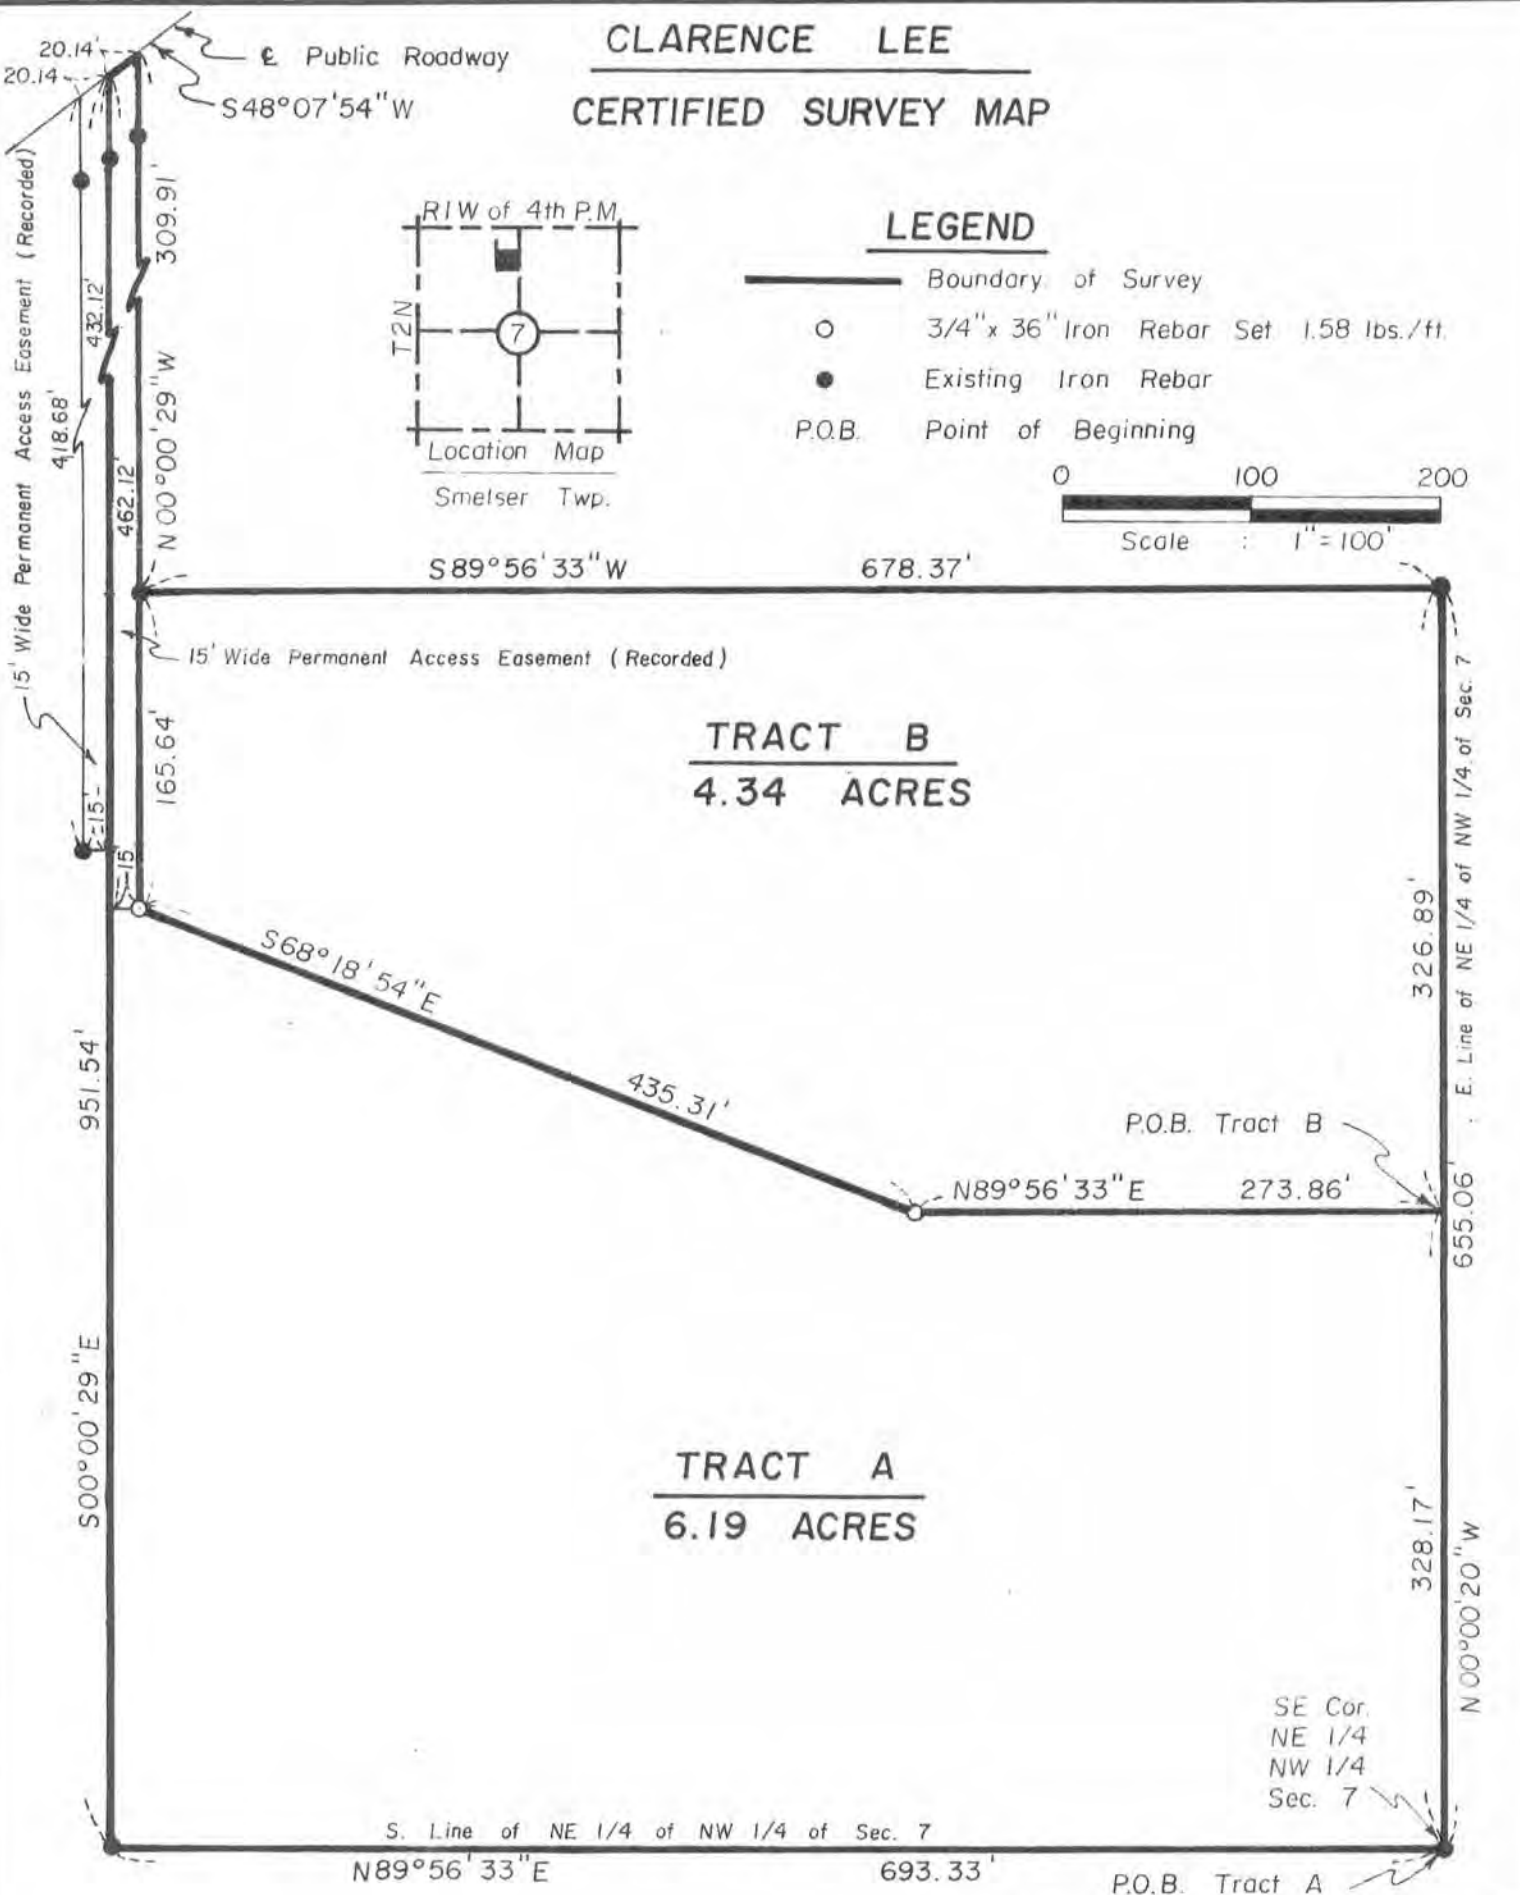 CLARENCE LEE
CERTIFIED SURVEY MAP
20.14'
20.14
℄ Public Roadway
S48°07'54"W
15' Wide Permanent Access Easement (Recorded)
418.68'
432.12'
309.91'
462.12'
N00°00'29"W
R1W of 4th P.M.
T2N
7
Location Map
Smelser Twp.
LEGEND
Boundary of Survey
3/4"x 36" Iron Rebar Set 1.58 lbs./ft.
Existing Iron Rebar
P.O.B. Point of Beginning
0 100 200
Scale : 1"=100'
S89°56'33"W 678.37'
15' Wide Permanent Access Easement (Recorded)
165.64'
15'
15'
TRACT B
4.34 ACRES
E. Line of NE 1/4 of NW 1/4 of Sec. 7
326.89'
S68°18'54"E
435.31'
951.54'
P.O.B. Tract B
N89°56'33"E 273.86'
655.06'
S00°00'29"E
TRACT A
6.19 ACRES
328.17'
N00°00'20"W
SE Cor.
NE 1/4
NW 1/4
Sec. 7
S. Line of NE 1/4 of NW 1/4 of Sec. 7
N89°56'33"E 693.33'
P.O.B. Tract A